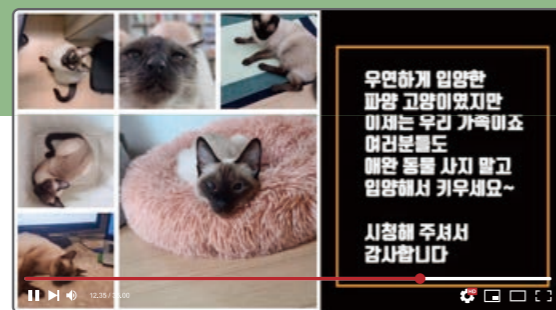 우연하게 입양한
파양 고양이였지만
이제는 우리 가족이죠
여러분들도
애완 동물 사지 말고
입양해서 키우세요~
시청해 주셔서
감사합니다
HD